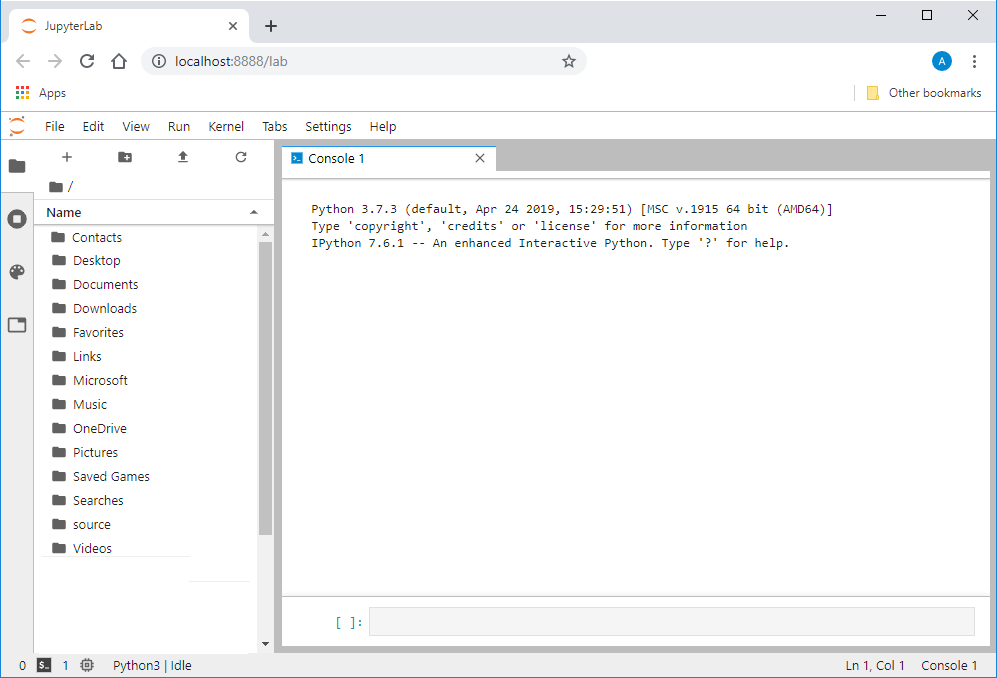 JupyterLab
localhost:8888/lab
A
Apps
Other bookmarks
File Edit View Run Kernel Tabs Settings Help
/
Name
Contacts
Desktop
Documents
Downloads
Favorites
Links
Microsoft
Music
OneDrive
Pictures
Saved Games
Searches
source
Videos
Console 1
Python 3.7.3 (default, Apr 24 2019, 15:29:51) [MSC v.1915 64 bit (AMD64)]
Type 'copyright', 'credits' or 'license' for more information
IPython 7.6.1 -- An enhanced Interactive Python. Type '?' for help.
[ ]:
0 1 Python3 | Idle Ln 1, Col 1 Console 1